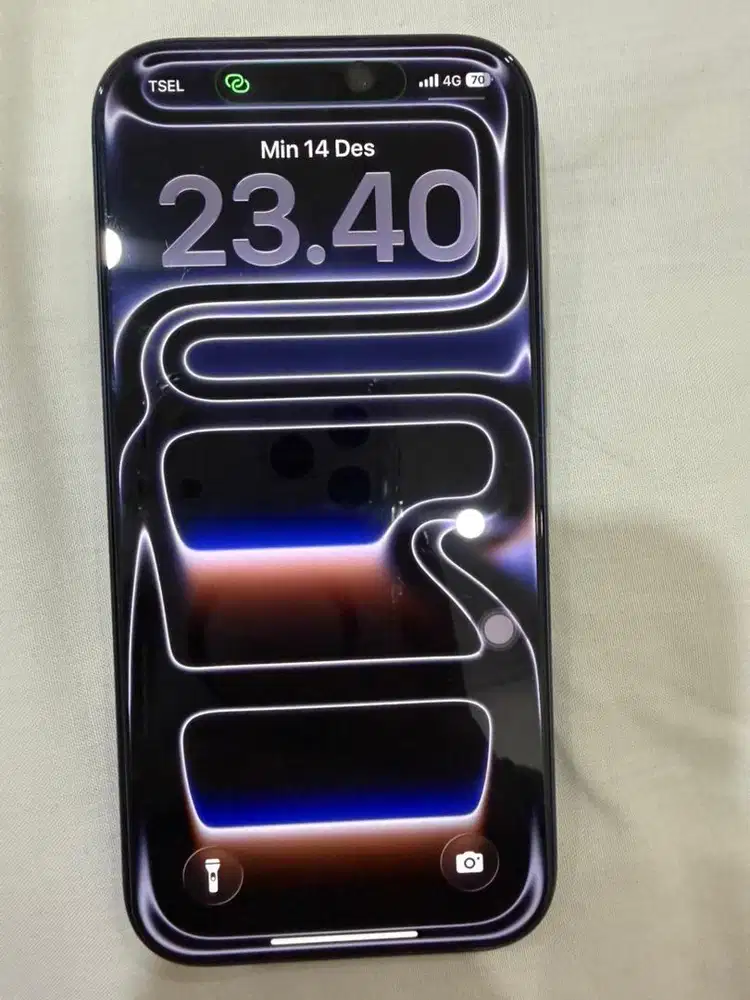 TSEL 4G 70
Min 14 Des
23.40